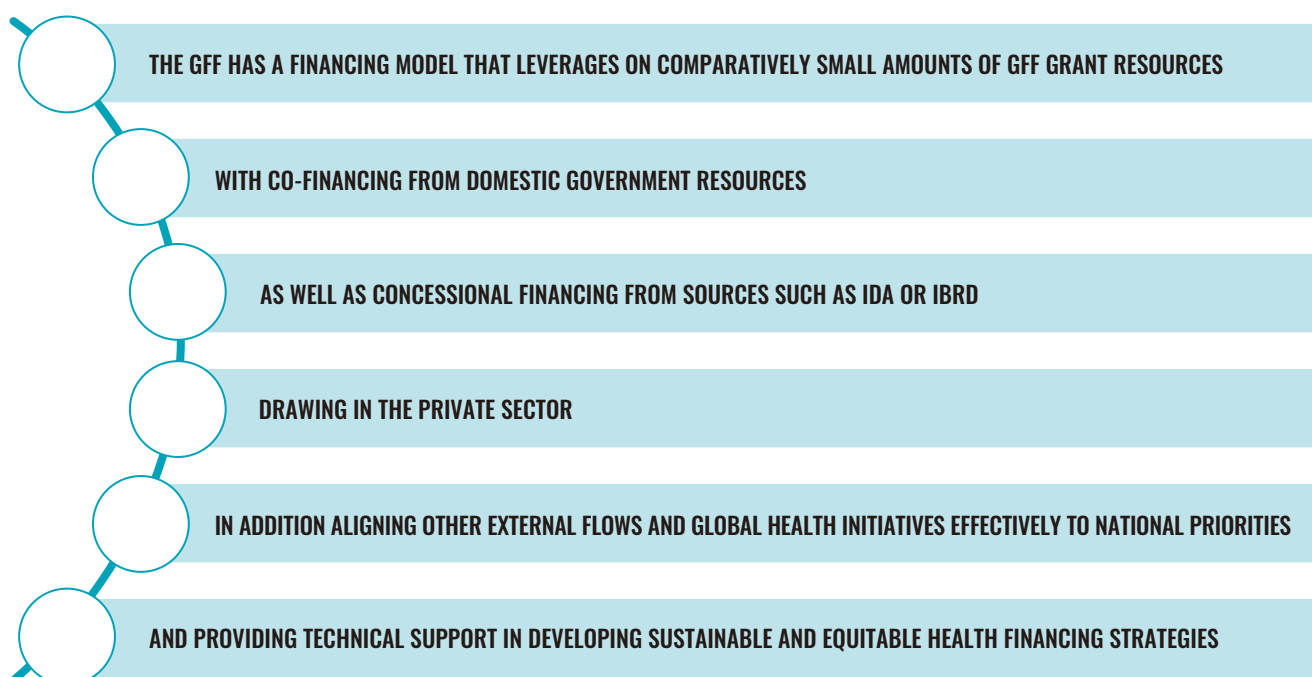 THE GFF HAS A FINANCING MODEL THAT LEVERAGES ON COMPARATIVELY SMALL AMOUNTS OF GFF GRANT RESOURCES
WITH CO-FINANCING FROM DOMESTIC GOVERNMENT RESOURCES
AS WELL AS CONCESSIONAL FINANCING FROM SOURCES SUCH AS IDA OR IBRD
DRAWING IN THE PRIVATE SECTOR
IN ADDITION ALIGNING OTHER EXTERNAL FLOWS AND GLOBAL HEALTH INITIATIVES EFFECTIVELY TO NATIONAL PRIORITIES
AND PROVIDING TECHNICAL SUPPORT IN DEVELOPING SUSTAINABLE AND EQUITABLE HEALTH FINANCING STRATEGIES